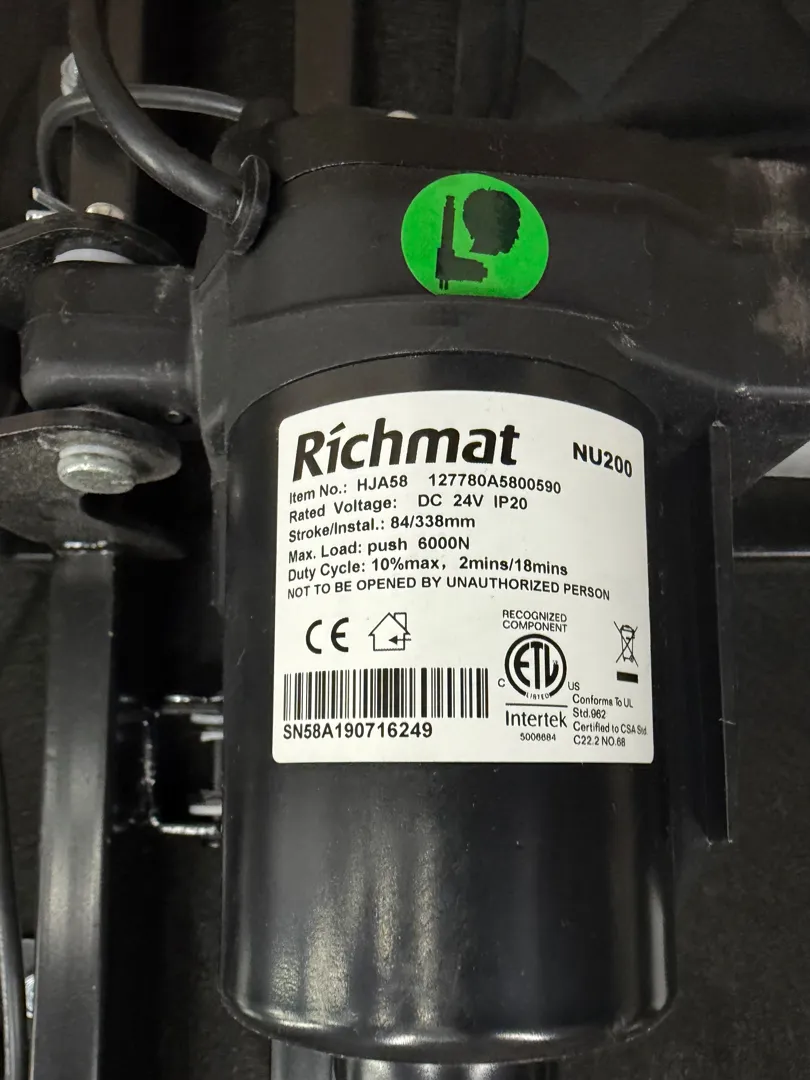 Richmat NU200
Item No.: HJA58 127780A5800590
Rated Voltage: DC 24V IP20
Stroke/Instal.: 84/338mm
Max. Load: push 6000N
Duty Cycle: 10%max, 2mins/18mins
NOT TO BE OPENED BY UNAUTHORIZED PERSON
CE
RECOGNIZED
COMPONENT
C ETL US
LISTED
Intertek
5006684
Conforms To UL
Std.962
Certified to CSA Std.
C22.2 NO.68
SN58A190716249